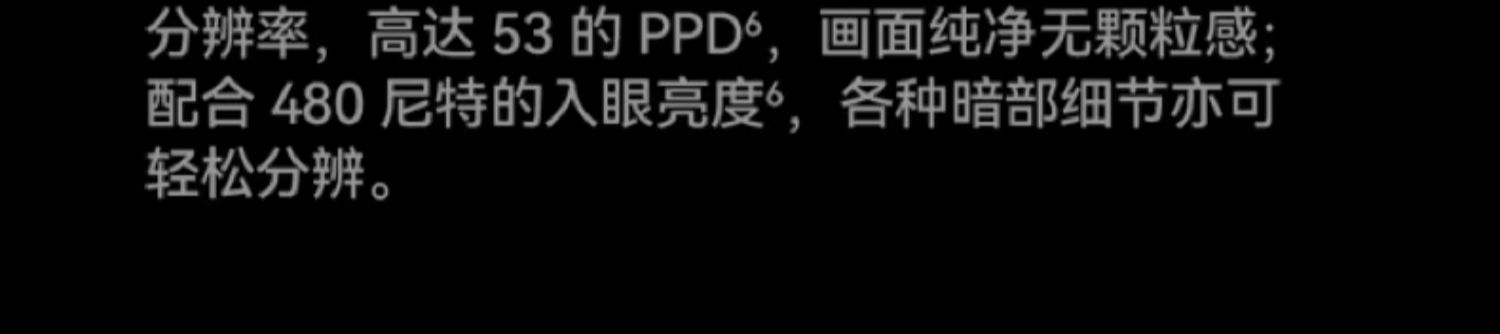 分辨率，高达 53 的 PPD⁶，画面纯净无颗粒感；
配合 480 尼特的入眼亮度⁶，各种暗部细节亦可
轻松分辨。